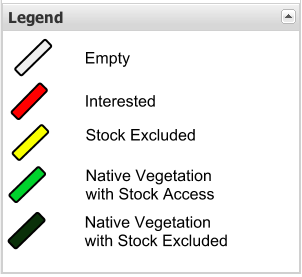 Legend
Empty
Interested
Stock Excluded
Native Vegetation
with Stock Access
Native Vegetation
with Stock Excluded